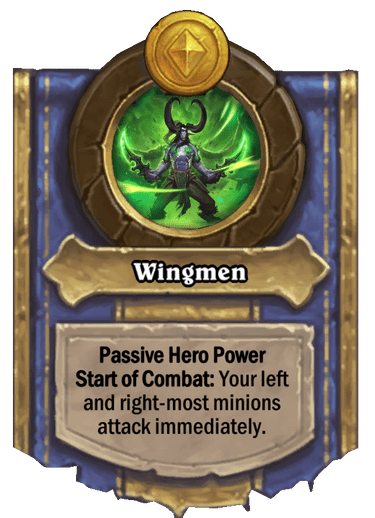 Wingmen
Passive Hero Power
Start of Combat: Your left
and right-most minions
attack immediately.